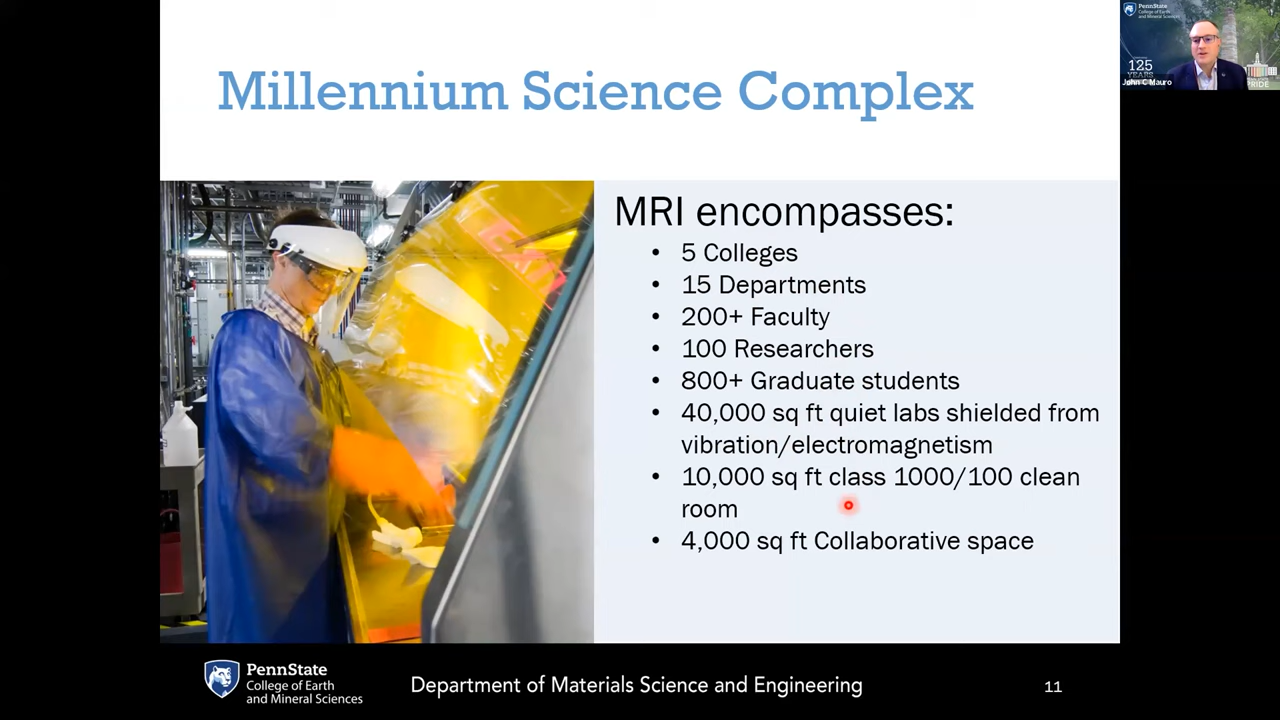 Millennium Science Complex
MRI encompasses:
• 5 Colleges
• 15 Departments
• 200+ Faculty
• 100 Researchers
• 800+ Graduate students
• 40,000 sq ft quiet labs shielded from
vibration/electromagnetism
• 10,000 sq ft class 1000/100 clean
room
• 4,000 sq ft Collaborative space
PennState
College of Earth
and Mineral Sciences
Department of Materials Science and Engineering
11
PennState
College of Earth
and Mineral Sciences
125
YEARS
John C Mauro
PRIDE